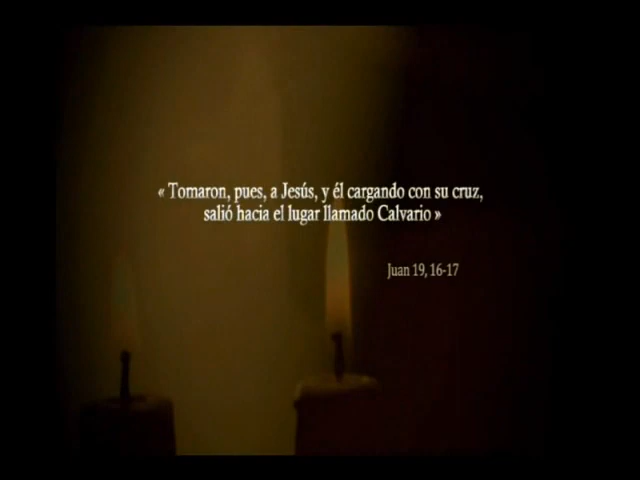 « Tomaron, pues, a Jesús, y él cargando con su cruz,
salió hacia el lugar llamado Calvario »
Juan 19, 16-17